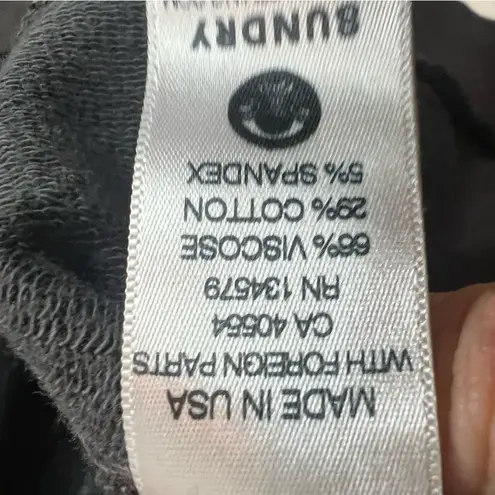 MADE IN USA
WITH FOREIGN PARTS
CA 40554
RN 134579
66% VISCOSE
29% COTTON
5% SPANDEX
SUNDRY